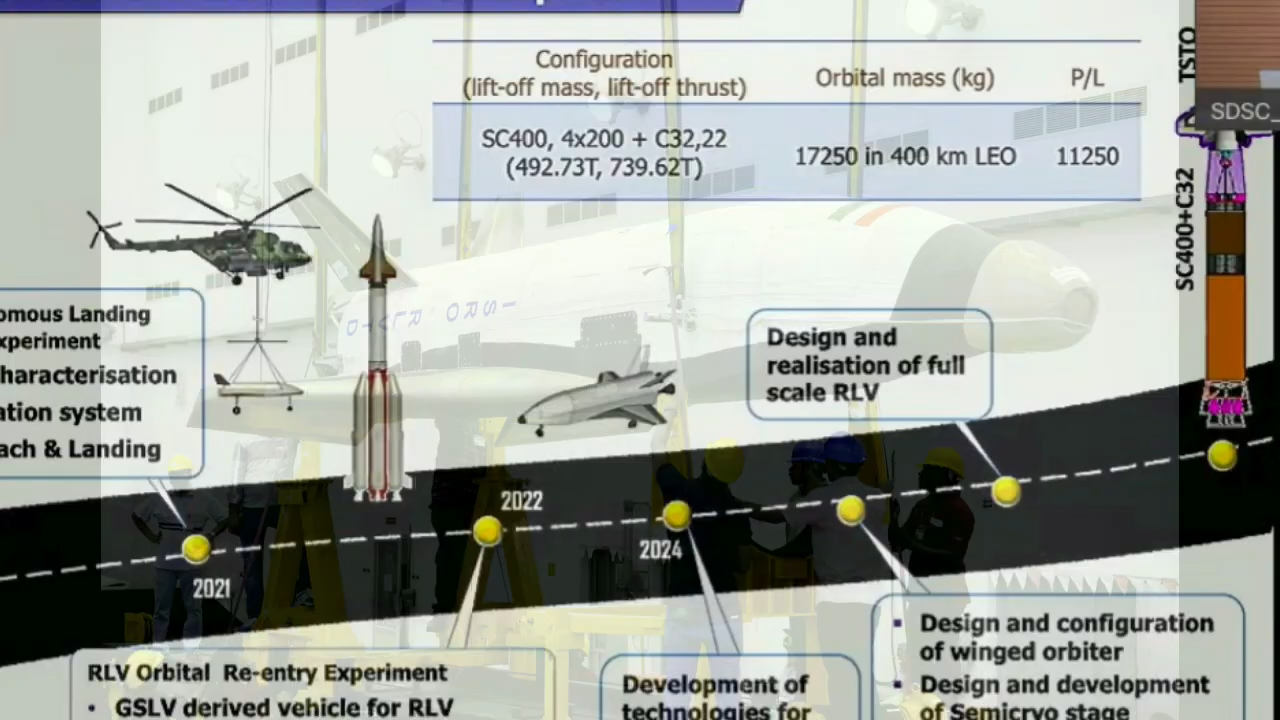 Configuration
(lift-off mass, lift-off thrust)
Orbital mass (kg)
P/L
SC400, 4x200 + C32,22
(492.73T, 739.62T)
17250 in 400 km LEO
11250
TSTO
SDSC_
SC400+C32
omous Landing
xperiment
haracterisation
ation system
ach & Landing
ISRO RLV-TD
Design and
realisation of full
scale RLV
2021
2022
2024
RLV Orbital Re-entry Experiment
• GSLV derived vehicle for RLV
Development of
technologies for
▪ Design and configuration
of winged orbiter
▪ Design and development
of Semicryo stage